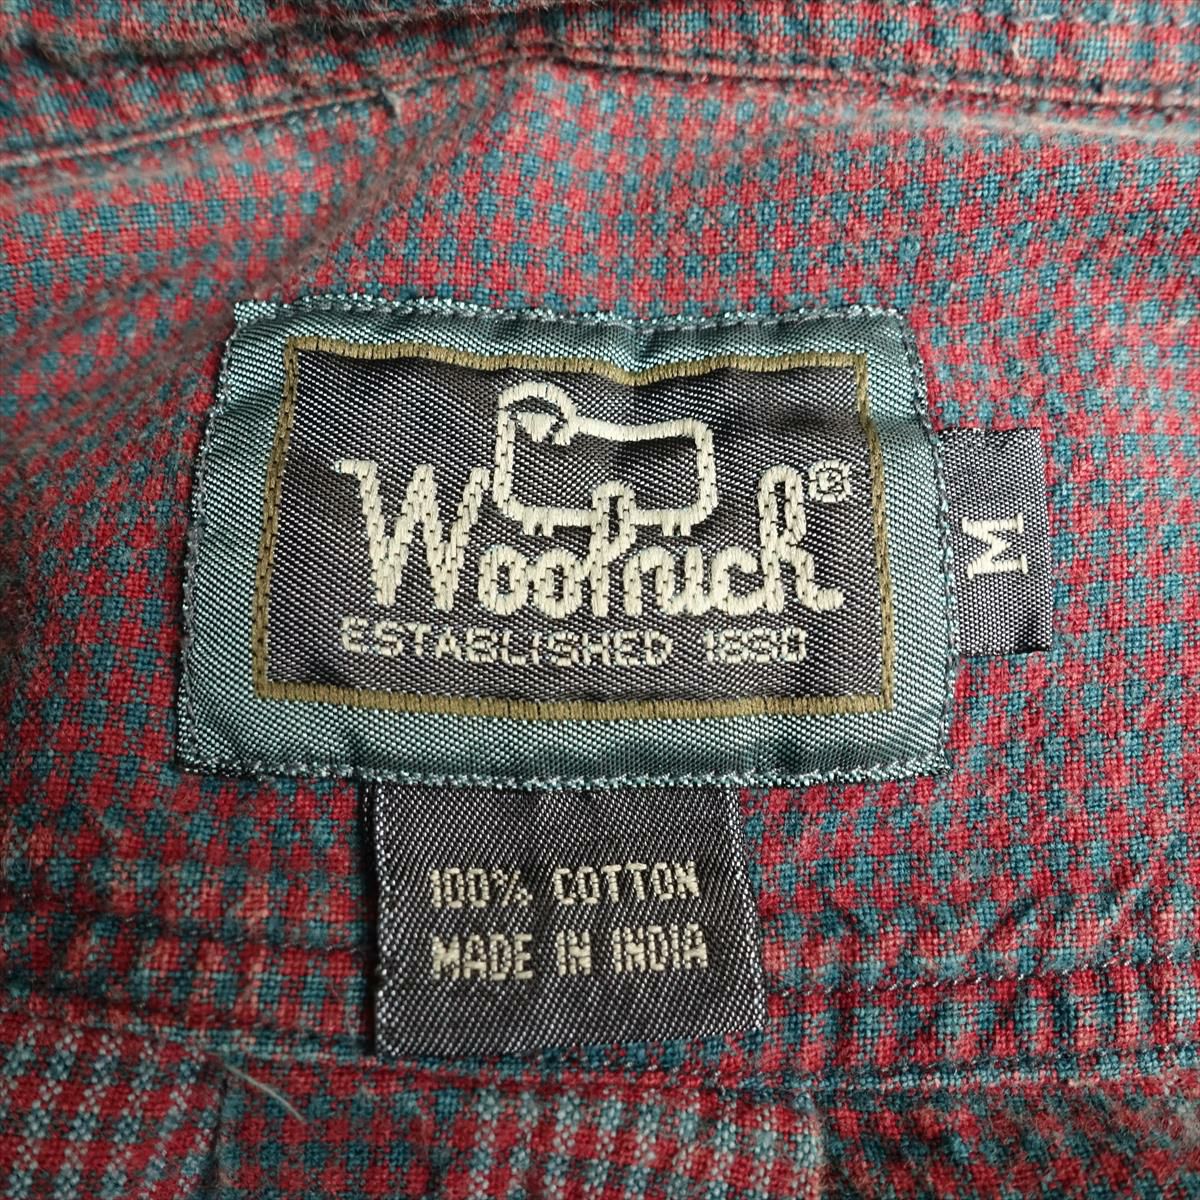 Woolrich®
ESTABLISHED 1830
M
100% COTTON
MADE IN INDIA